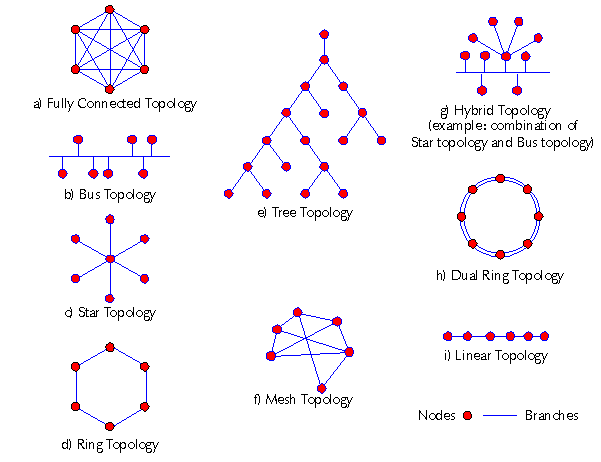 a) Fully Connected Topology
b) Bus Topology
c) Star Topology
d) Ring Topology
e) Tree Topology
f) Mesh Topology
g) Hybrid Topology
(example: combination of
Star topology and Bus topology)
h) Dual Ring Topology
i) Linear Topology
Nodes
Branches